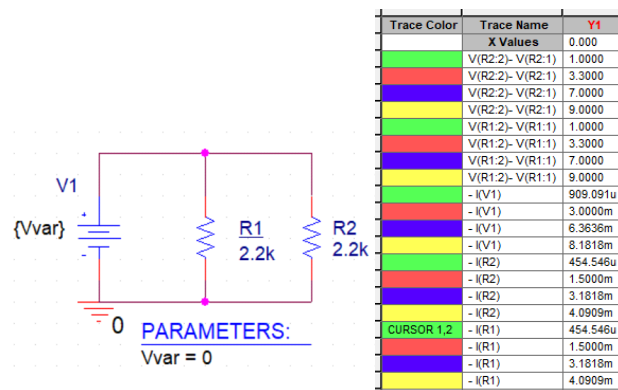 V1
{Vvar}
+
-
R1
2.2k
R2
2.2k
0
PARAMETERS:
Vvar = 0
Trace Color Trace Name Y1
X Values 0.000
V(R2:2)- V(R2:1) 1.0000
V(R2:2)- V(R2:1) 3.3000
V(R2:2)- V(R2:1) 7.0000
V(R2:2)- V(R2:1) 9.0000
V(R1:2)- V(R1:1) 1.0000
V(R1:2)- V(R1:1) 3.3000
V(R1:2)- V(R1:1) 7.0000
V(R1:2)- V(R1:1) 9.0000
- I(V1) 909.091u
- I(V1) 3.0000m
- I(V1) 6.3636m
- I(V1) 8.1818m
- I(R2) 454.546u
- I(R2) 1.5000m
- I(R2) 3.1818m
- I(R2) 4.0909m
CURSOR 1,2 - I(R1) 454.546u
- I(R1) 1.5000m
- I(R1) 3.1818m
- I(R1) 4.0909m